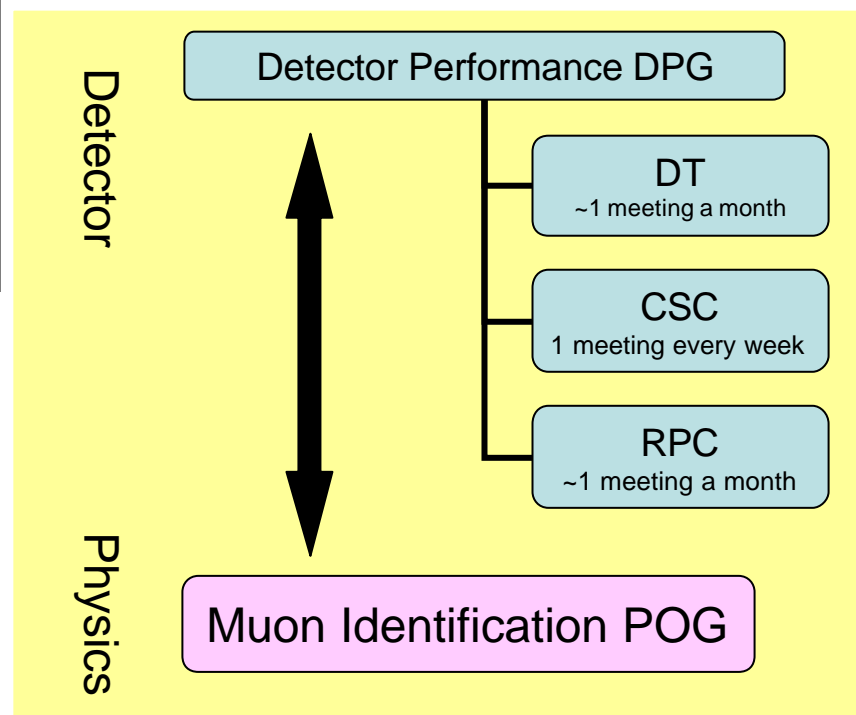 Detector
Detector Performance DPG
DT
~1 meeting a month
CSC
1 meeting every week
RPC
~1 meeting a month
Physics
Muon Identification POG